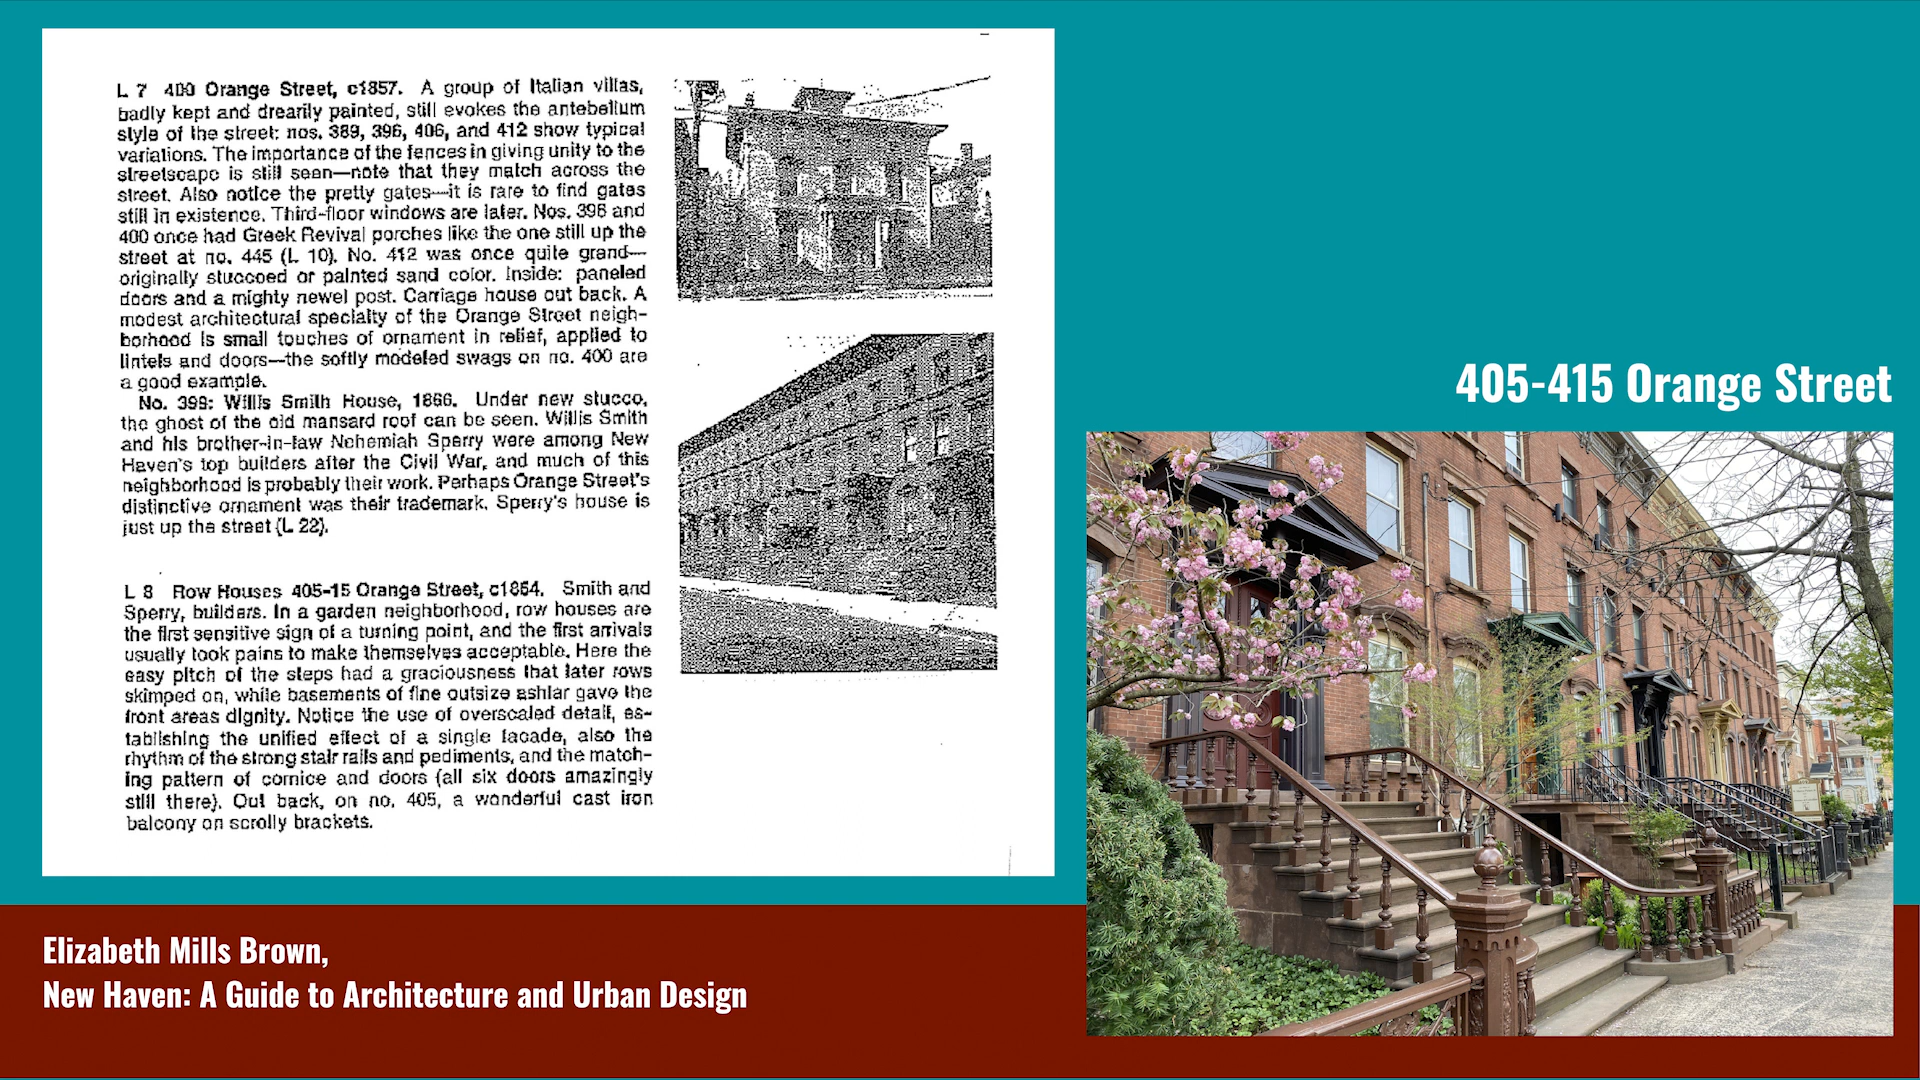 L 7 400 Orange Street, c1857. A group of Italian villas,
badly kept and drearily painted, still evokes the antebellum
style of the street: nos. 389, 396, 406, and 412 show typical
variations. The importance of the fences in giving unity to the
streetscape is still seen—note that they match across the
street. Also notice the pretty gates—it is rare to find gates
still in existence. Third-floor windows are later. Nos. 396 and
400 once had Greek Revival porches like the one still up the
street at no. 445 (L 10). No. 412 was once quite grand—
originally stuccoed or painted sand color. Inside: paneled
doors and a mighty newel post. Carriage house out back. A
modest architectural specialty of the Orange Street neigh-
borhood is small touches of ornament in relief, applied to
lintels and doors—the softly modeled swags on no. 400 are
a good example.
No. 399: Willis Smith House, 1866. Under new stucco,
the ghost of the old mansard roof can be seen. Willis Smith
and his brother-in-law Nehemiah Sperry were among New
Haven's top builders after the Civil War, and much of this
neighborhood is probably their work. Perhaps Orange Street's
distinctive ornament was their trademark. Sperry's house is
just up the street (L 22).
L 8 Row Houses 405-15 Orange Street, c1864. Smith and
Sperry, builders. In a garden neighborhood, row houses are
the first sensitive sign of a turning point, and the first arrivals
usually took pains to make themselves acceptable. Here the
easy pitch of the steps had a graciousness that later rows
skimped on, while basements of fine outsize ashlar gave the
front areas dignity. Notice the use of overscaled detail, es-
tablishing the unified effect of a single facade, also the
rhythm of the strong stair rails and pediments, and the match-
ing pattern of cornice and doors (all six doors amazingly
still there). Out back, on no. 405, a wonderful cast iron
balcony on scrolly brackets.
405-415 Orange Street
Elizabeth Mills Brown,
New Haven: A Guide to Architecture and Urban Design